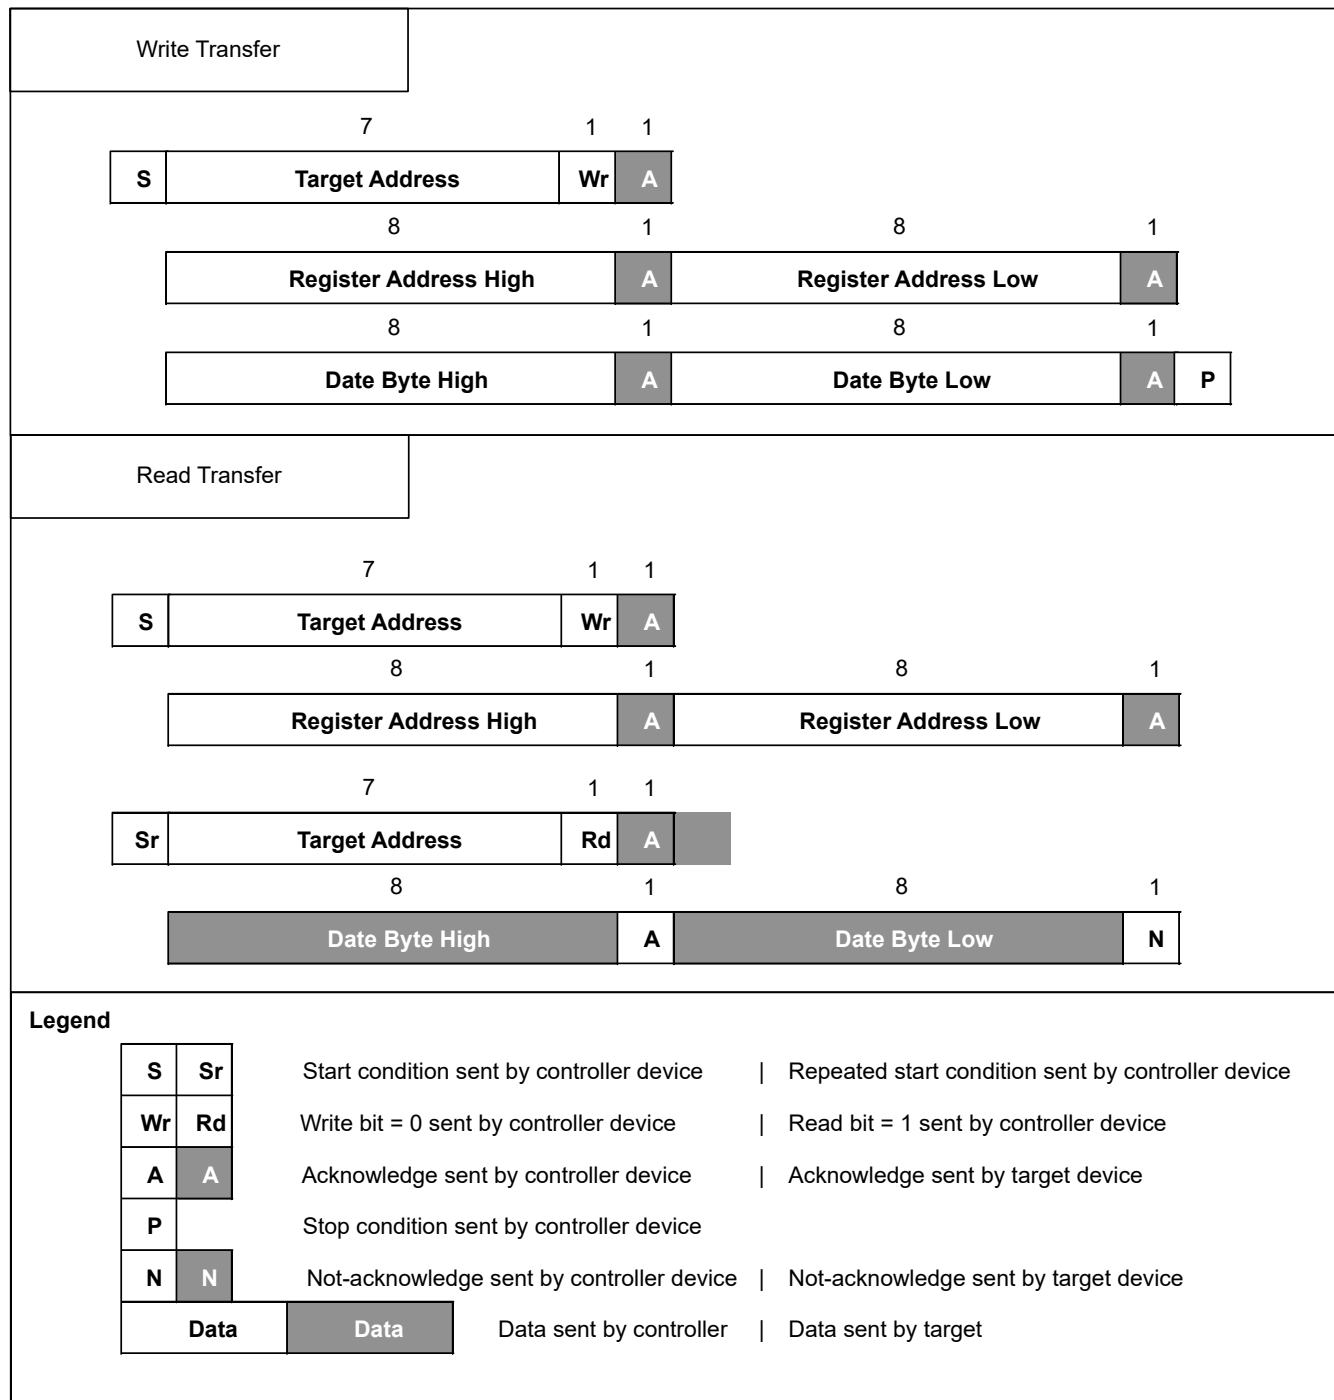 Write Transfer
7 1 1
S Target Address Wr A
8 1 8 1
Register Address High A Register Address Low A
8 1 8 1
Date Byte High A Date Byte Low A P
Read Transfer
7 1 1
S Target Address Wr A
8 1 8 1
Register Address High A Register Address Low A
7 1 1
Sr Target Address Rd A
8 1 8 1
Date Byte High A Date Byte Low N
Legend
S Sr Start condition sent by controller device | Repeated start condition sent by controller device
Wr Rd Write bit = 0 sent by controller device | Read bit = 1 sent by controller device
A A Acknowledge sent by controller device | Acknowledge sent by target device
P Stop condition sent by controller device
N N Not-acknowledge sent by controller device | Not-acknowledge sent by target device
Data Data Data sent by controller | Data sent by target